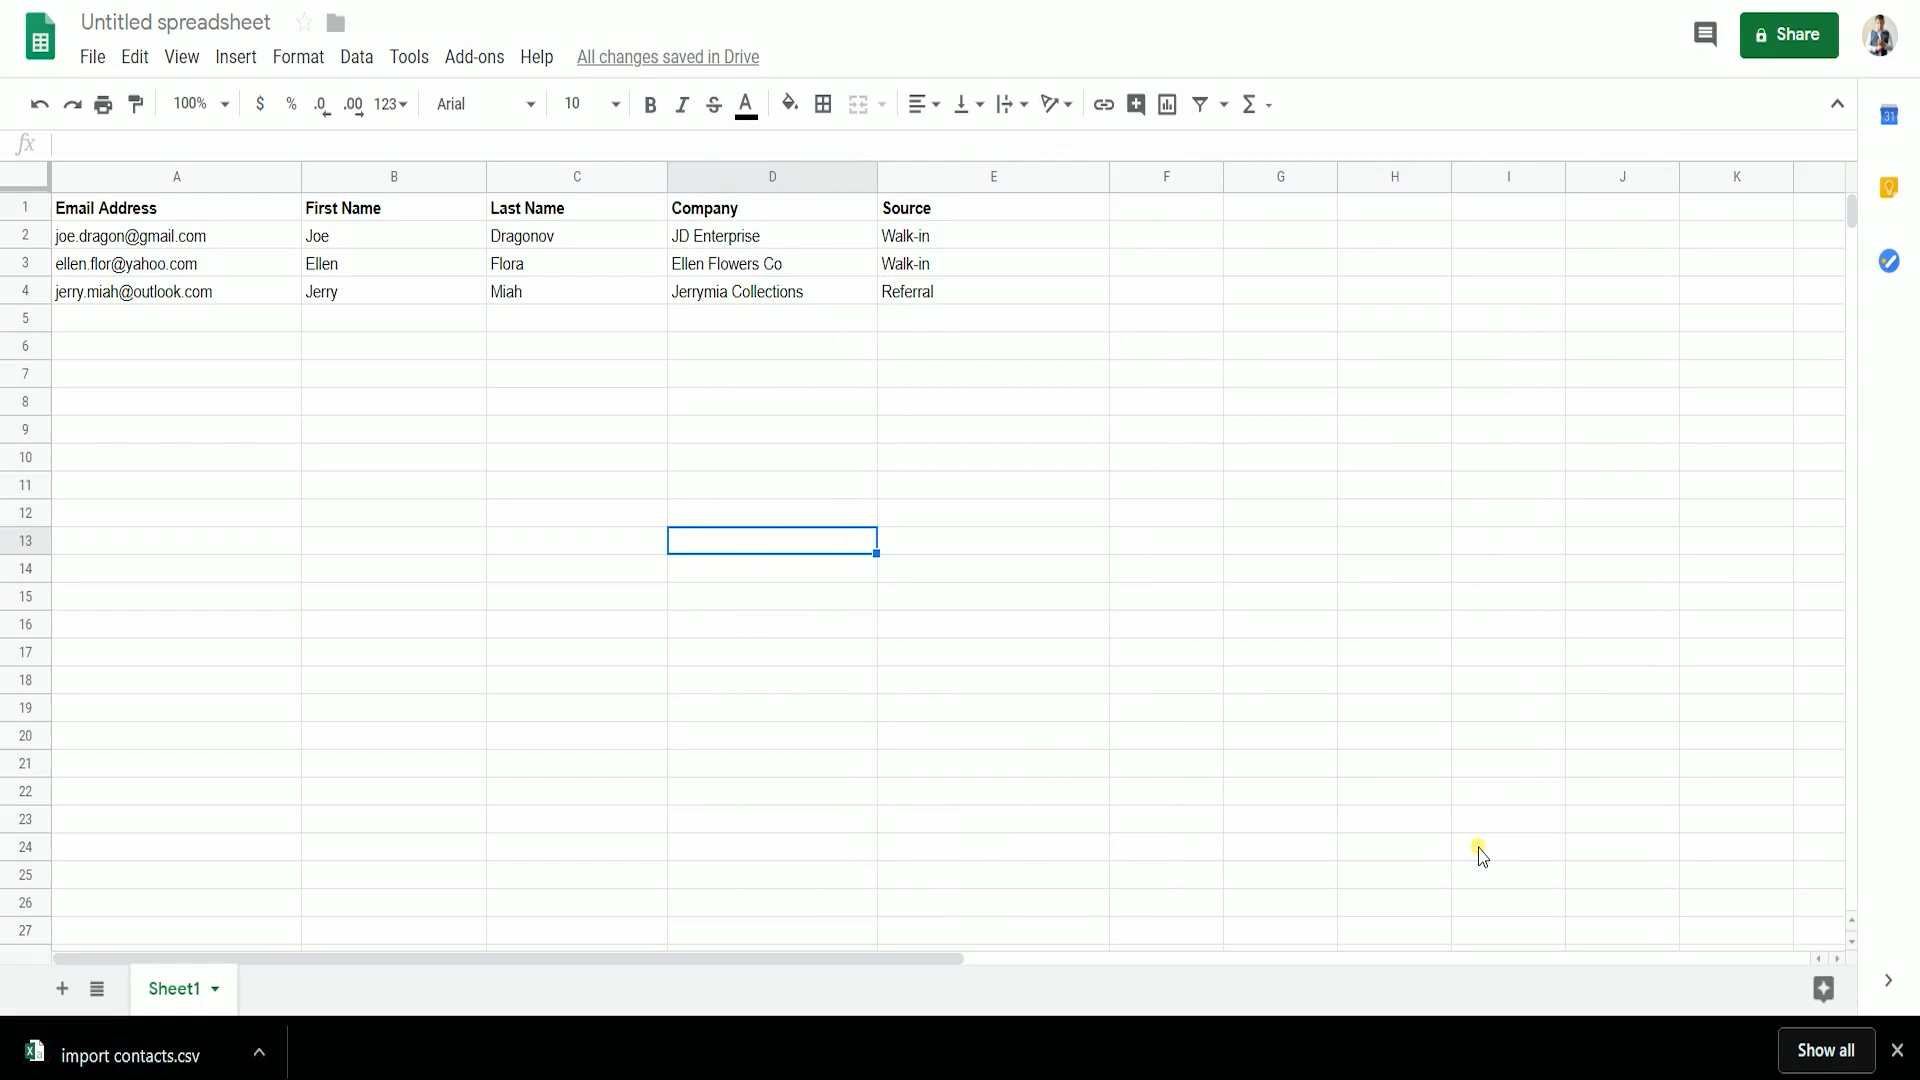 Untitled spreadsheet
File Edit View Insert Format Data Tools Add-ons Help All changes saved in Drive
Share
100% $ % .0 .00 123 Arial 10 B I S A Σ
31
fx
A B C D E F G H I J K
1 Email Address First Name Last Name Company Source
2 joe.dragon@gmail.com Joe Dragonov JD Enterprise Walk-in
3 ellen.flor@yahoo.com Ellen Flora Ellen Flowers Co Walk-in
4 jerry.miah@outlook.com Jerry Miah Jerrymia Collections Referral
5
6
7
8
9
10
11
12
13
14
15
16
17
18
19
20
21
22
23
24
25
26
27
Sheet1
import contacts.csv
Show all